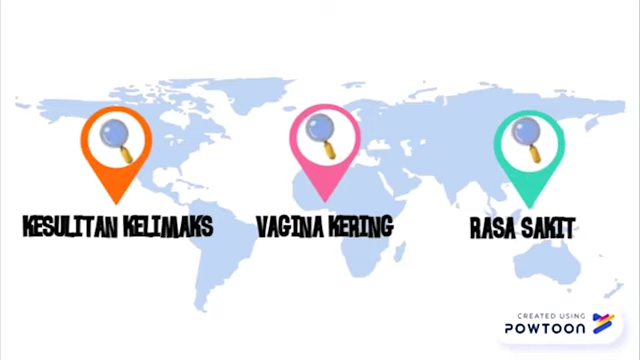 KESULITAN KELIMAKS
VAGINA KERING
RASA SAKIT
CREATED USING
POWTOON